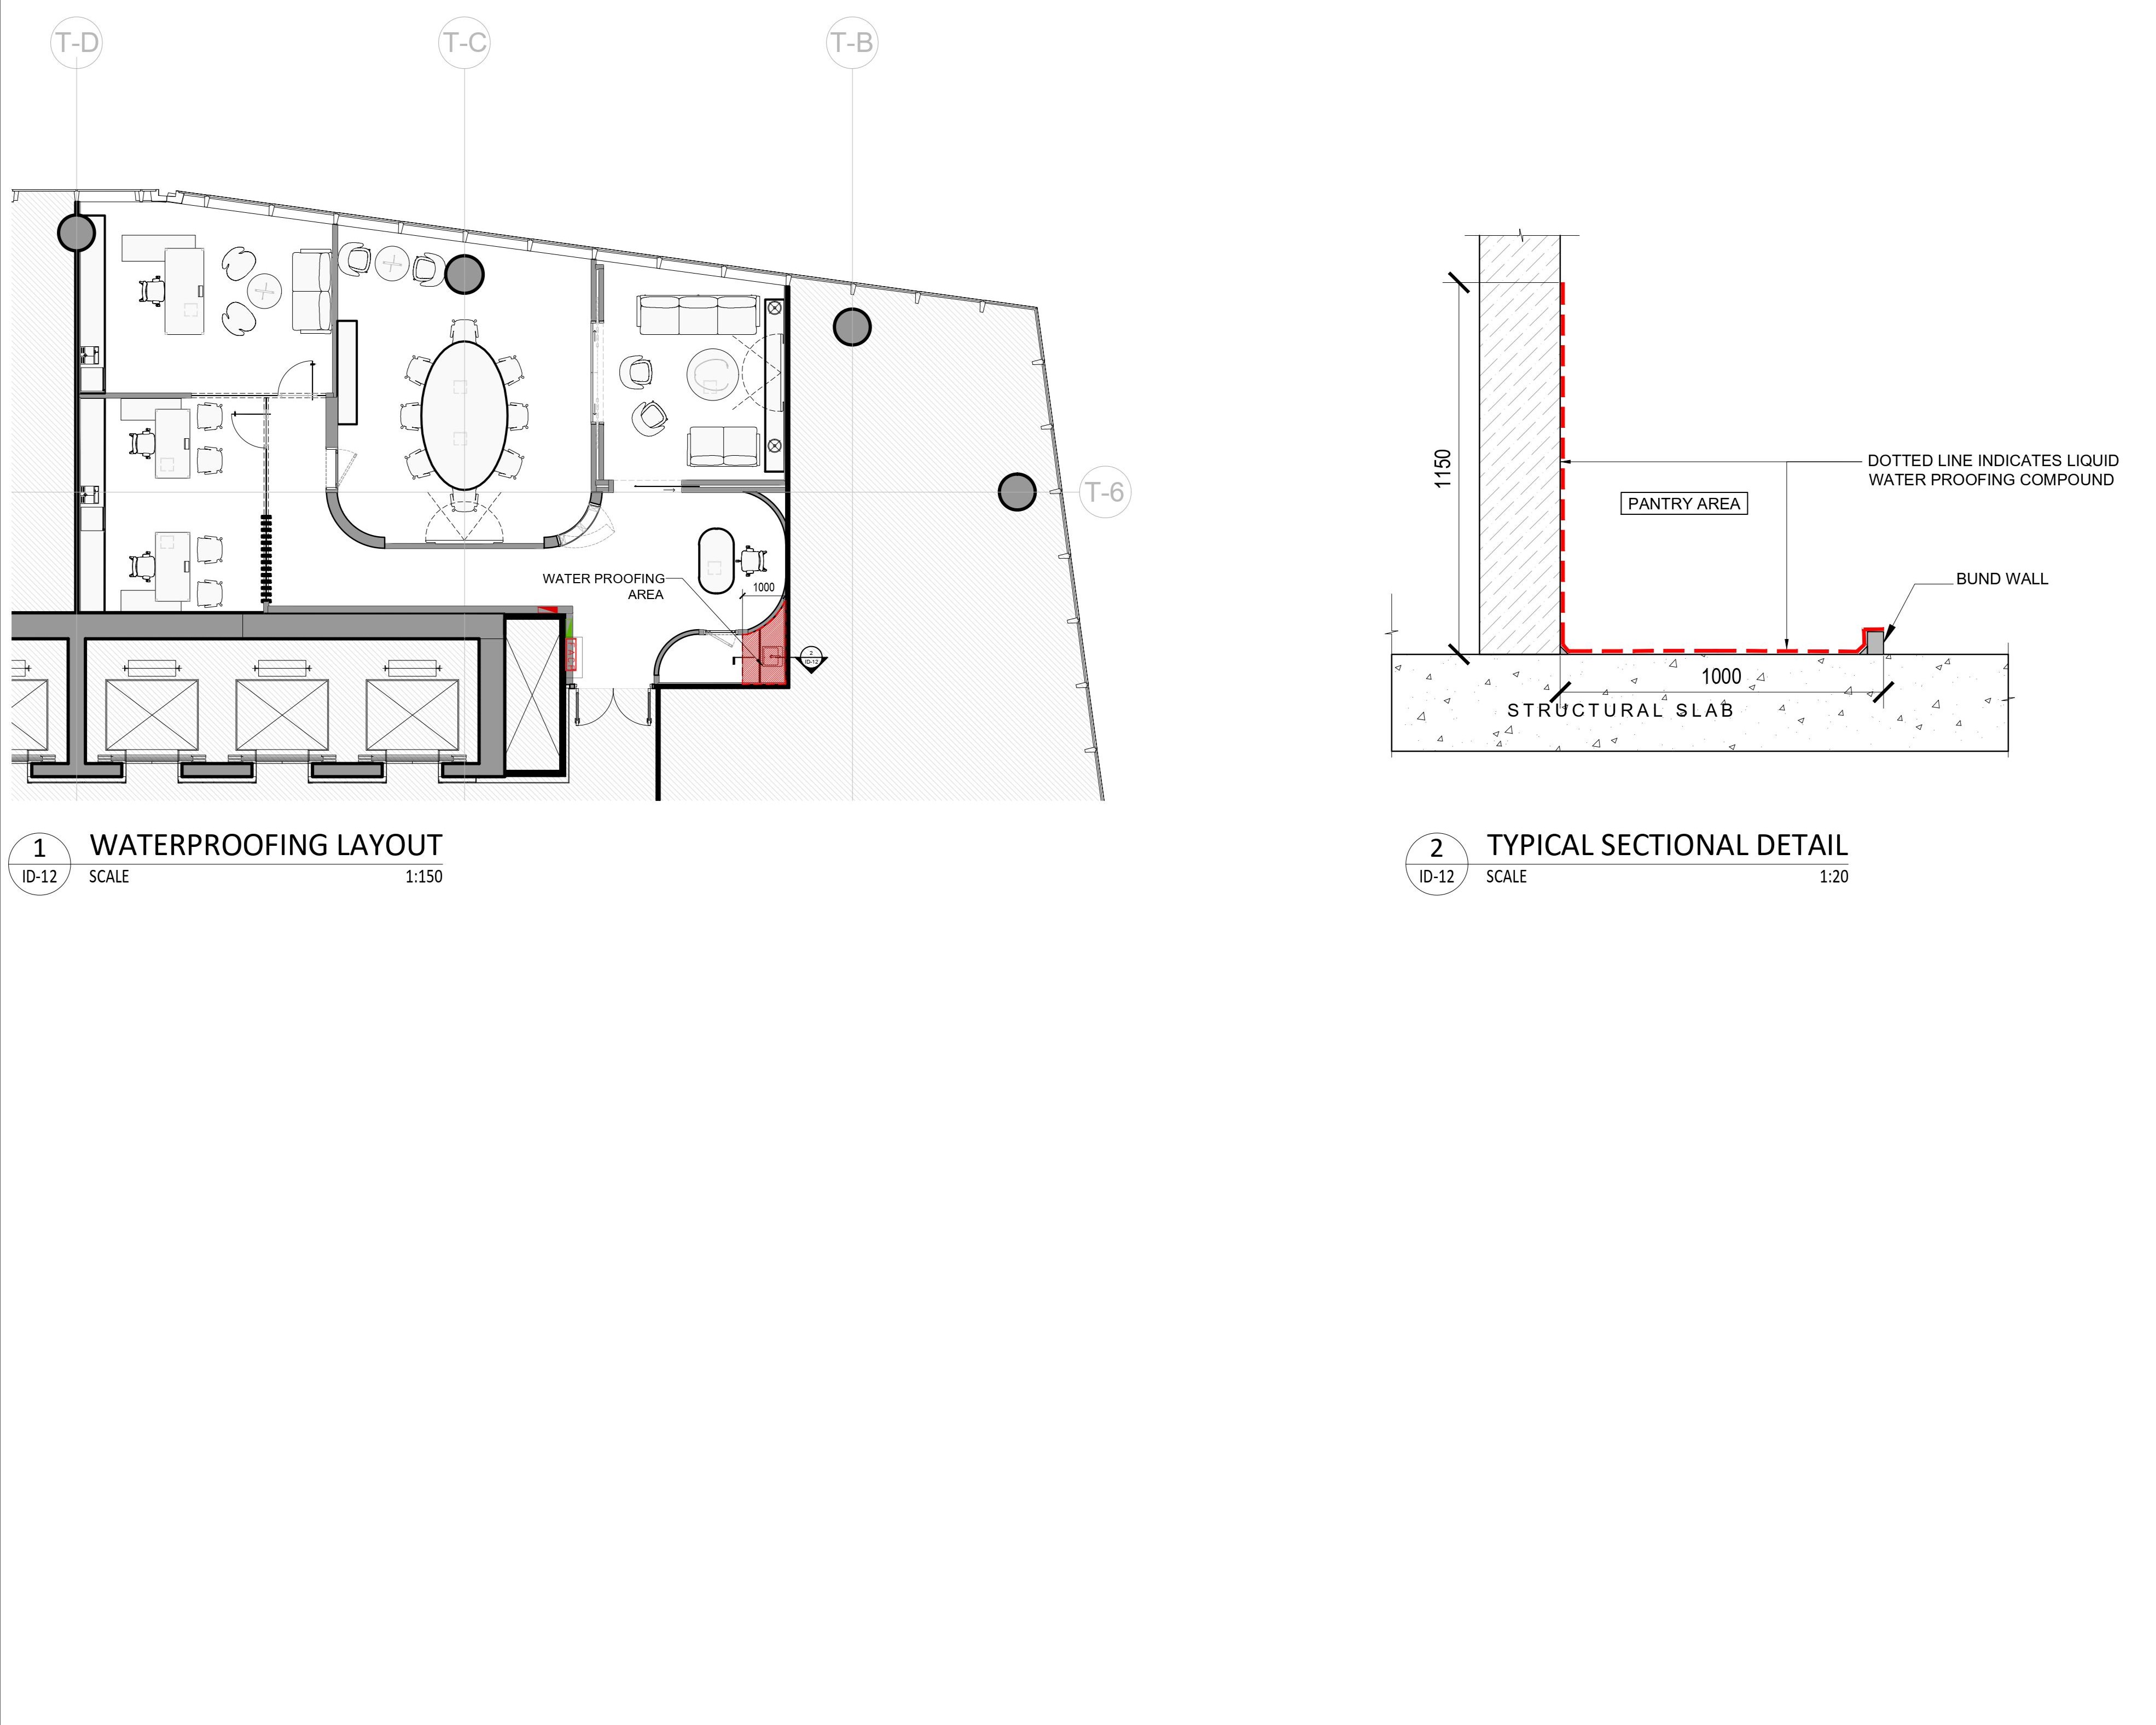 T-D
T-C
T-B
T-6
WATER PROOFING
AREA
1000
2
ID-12
1
ID-12
WATERPROOFING LAYOUT
SCALE
1:150
1150
DOTTED LINE INDICATES LIQUID
WATER PROOFING COMPOUND
PANTRY AREA
BUND WALL
1000
STRUCTURAL SLAB
2
ID-12
TYPICAL SECTIONAL DETAIL
SCALE
1:20